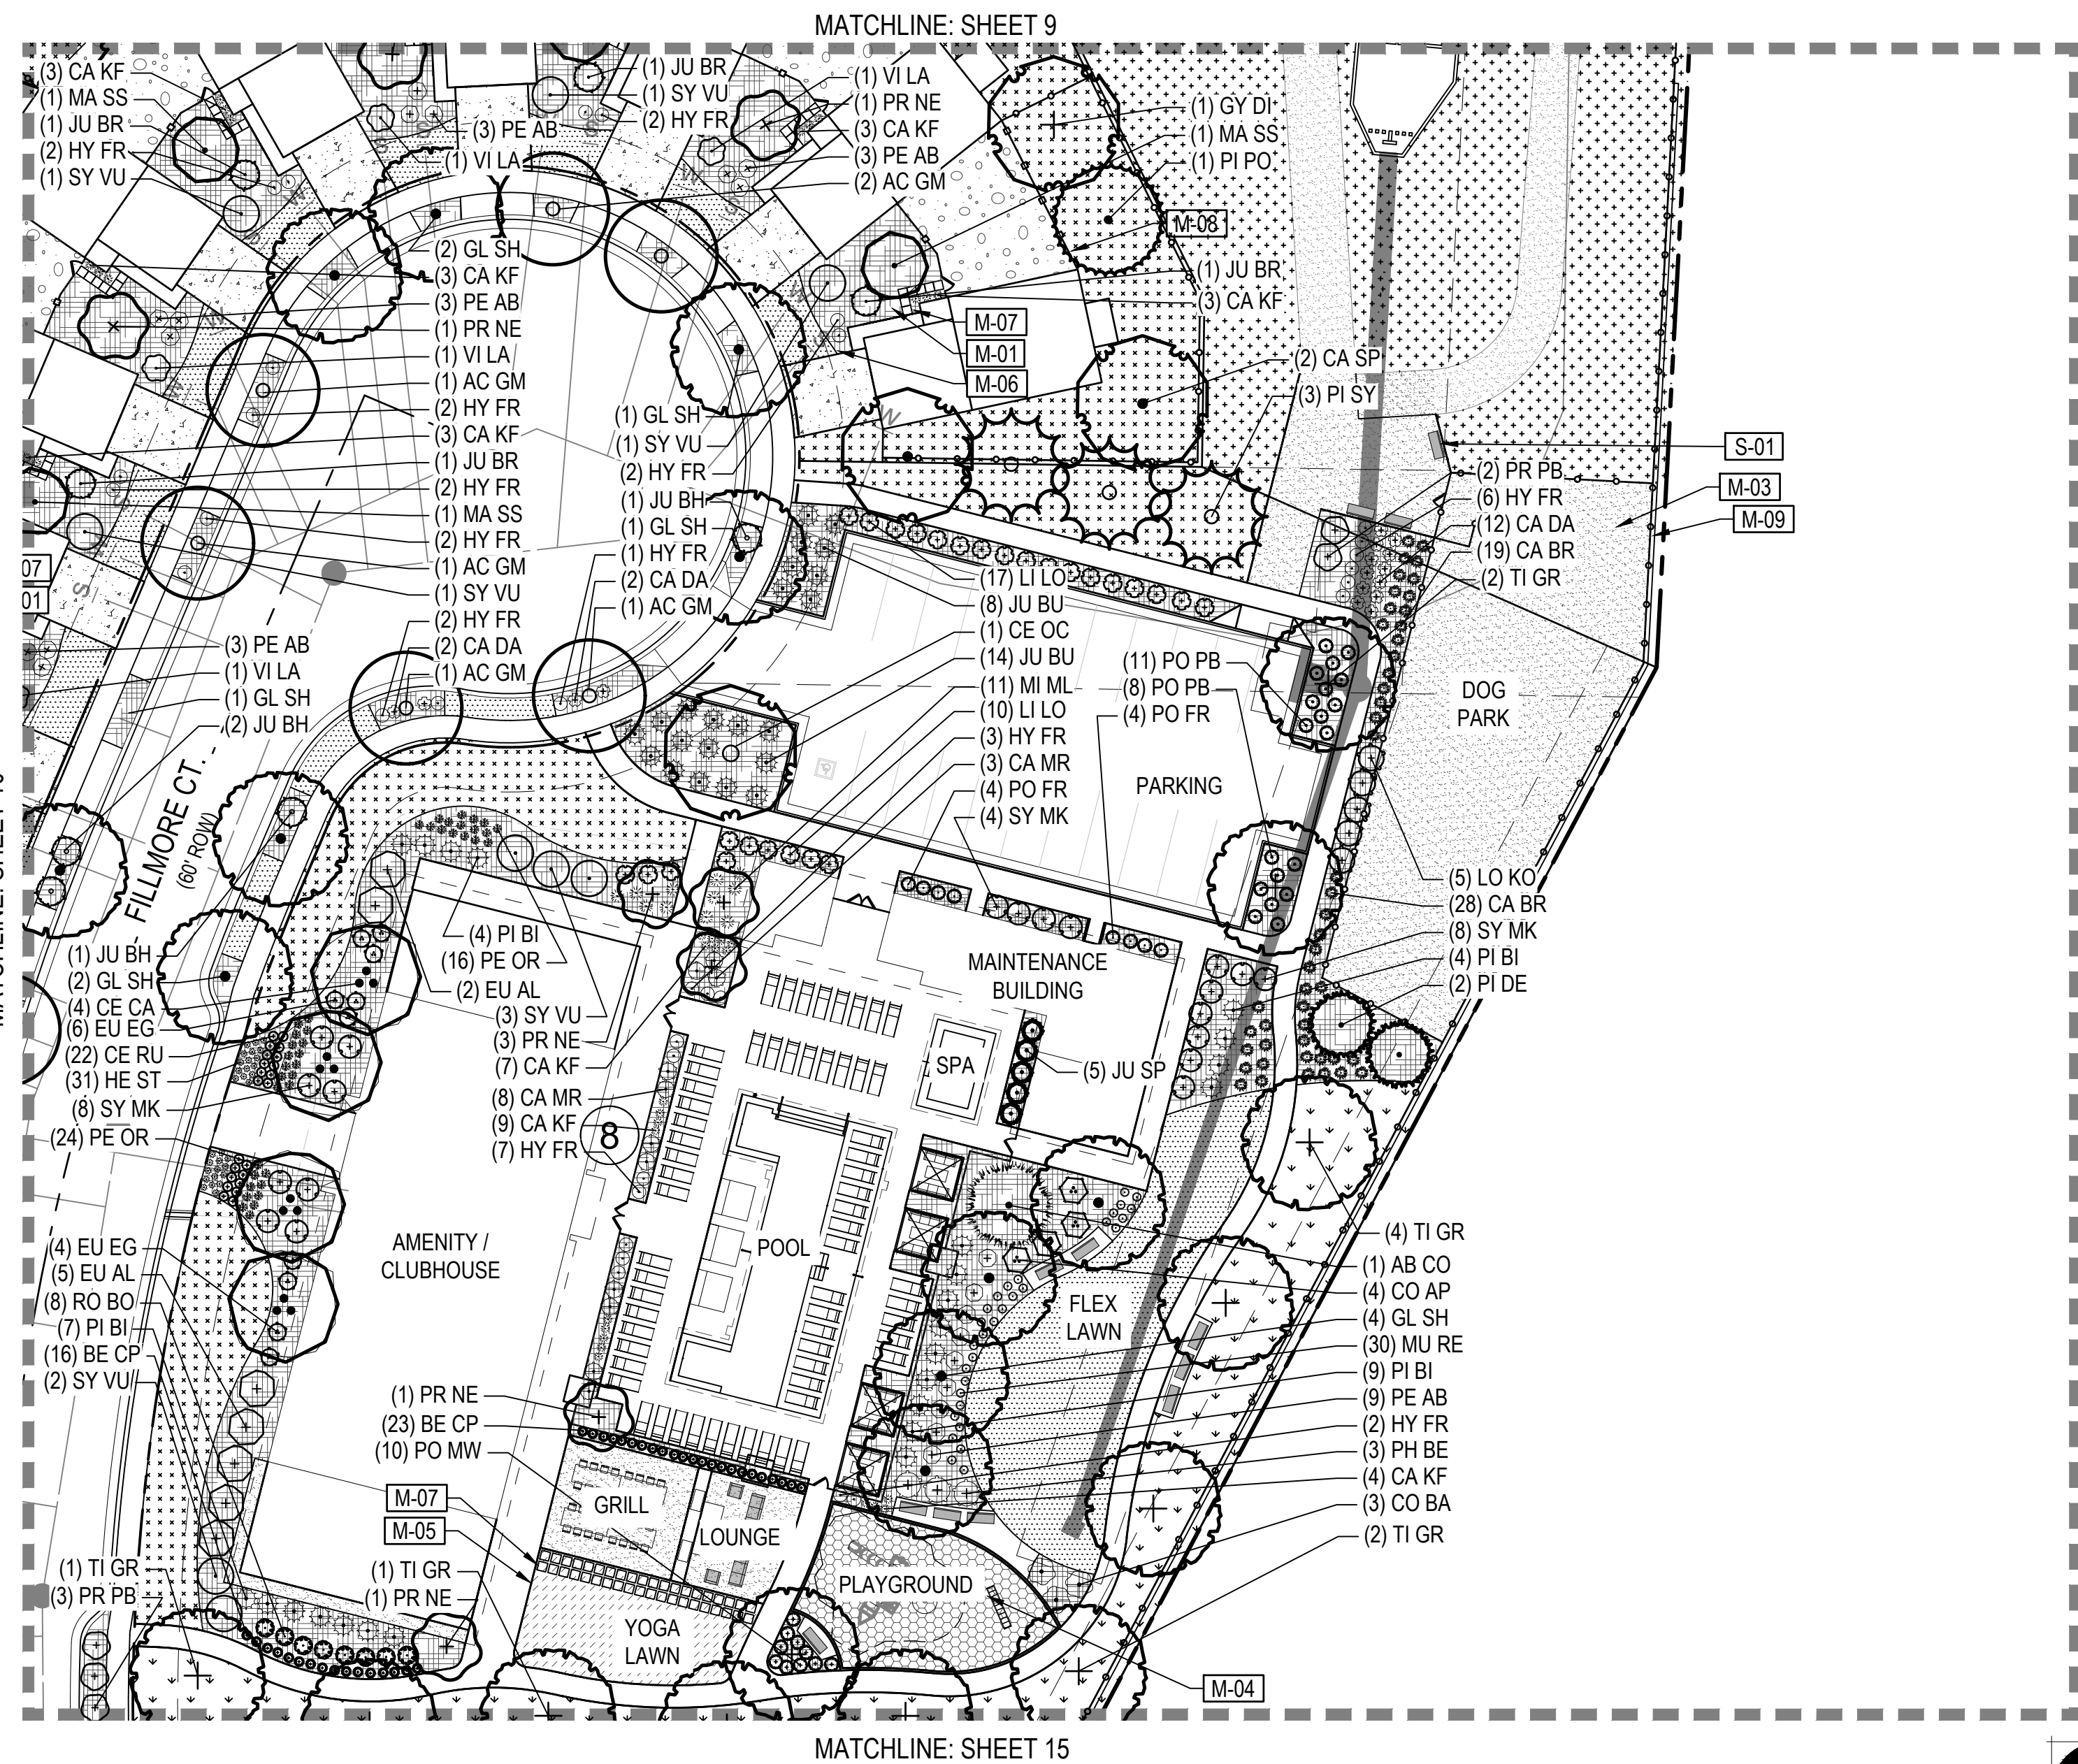 MATCHLINE: SHEET 9
(3) CA KF
(1) MA SS
(1) JU BR
(2) HY FR
(1) SY VU
(1) JU BR
(1) SY VU
(2) HY FR
(3) PE AB
(1) VI LA
(1) VI LA
(1) PR NE
(3) CA KF
(3) PE AB
(2) AC GM
(1) GY DI
(1) MA SS
(1) PI PO
M-08
(1) JU BR
(3) CA KF
M-07
M-01
M-06
(2) CA SP
(3) PI SY
(2) GL SH
(3) CA KF
(3) PE AB
(1) PR NE
(1) VI LA
(1) AC GM
(2) HY FR
(3) CA KF
(1) JU BR
(2) HY FR
(1) MA SS
(2) HY FR
(1) AC GM
(1) SY VU
(2) HY FR
(2) CA DA
(1) AC GM
(1) GL SH
(1) SY VU
(2) HY FR
(1) JU BH
(1) GL SH
(1) HY FR
(2) CA DA
(1) AC GM
S-01
M-03
M-09
(2) PR PB
(6) HY FR
(12) CA DA
(19) CA BR
(2) TI GR
07
01
W
S
(3) PE AB
(1) VI LA
(1) GL SH
(2) JU BH
FILLMORE CT.
(60' ROW)
(17) LI LO
(8) JU BU
(1) CE OC
(14) JU BU
(11) MI ML
(10) LI LO
(3) HY FR
(3) CA MR
(4) PO FR
(4) SY MK
(11) PO PB
(8) PO PB
(4) PO FR
PARKING
DOG
PARK
(5) LO KO
(28) CA BR
(8) SY MK
(4) PI BI
(2) PI DE
(1) JU BH
(2) GL SH
(4) CE CA
(6) EU EG
(22) CE RU
(31) HE ST
(8) SY MK
(24) PE OR
(4) PI BI
(16) PE OR
(2) EU AL
(3) SY VU
(3) PR NE
(7) CA KF
(8) CA MR
(9) CA KF
(7) HY FR
8
MAINTENANCE
BUILDING
SPA
(5) JU SP
POOL
AMENITY /
CLUBHOUSE
FLEX
LAWN
(4) EU EG
(5) EU AL
(8) RO BO
(7) PI BI
(16) BE CP
(2) SY VU
(4) TI GR
(1) AB CO
(4) CO AP
(4) GL SH
(30) MU RE
(9) PI BI
(9) PE AB
(2) HY FR
(3) PH BE
(4) CA KF
(3) CO BA
(2) TI GR
(1) PR NE
(23) BE CP
(10) PO MW
M-07
M-05
GRILL
LOUNGE
PLAYGROUND
YOGA
LAWN
(1) TI GR
(3) PR PB
(1) TI GR
(1) PR NE
M-04
MATCHLINE: SHEET 15